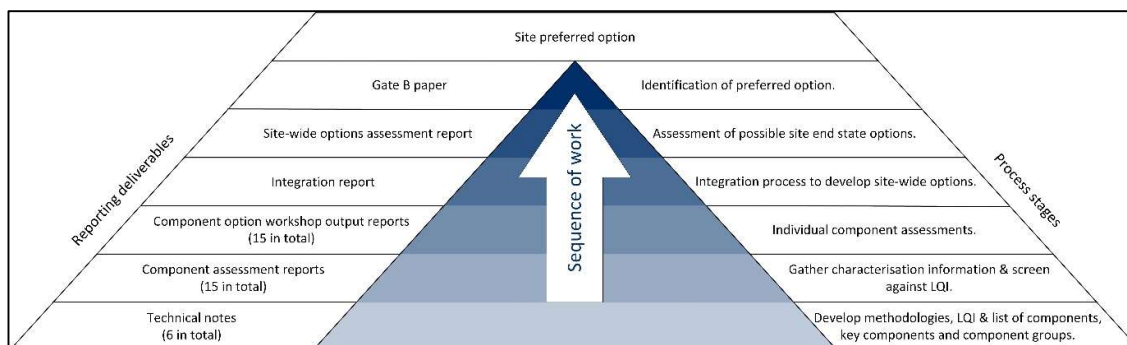 Site preferred option
Gate B paper
Identification of preferred option.
Site-wide options assessment report
Assessment of possible site end state options.
Integration report
Integration process to develop site-wide options.
Component option workshop output reports
(15 in total)
Individual component assessments.
Component assessment reports
(15 in total)
Gather characterisation information & screen
against LQI.
Technical notes
(6 in total)
Develop methodologies, LQI & list of components,
key components and component groups.
Reporting deliverables
Sequence of work
Process stages